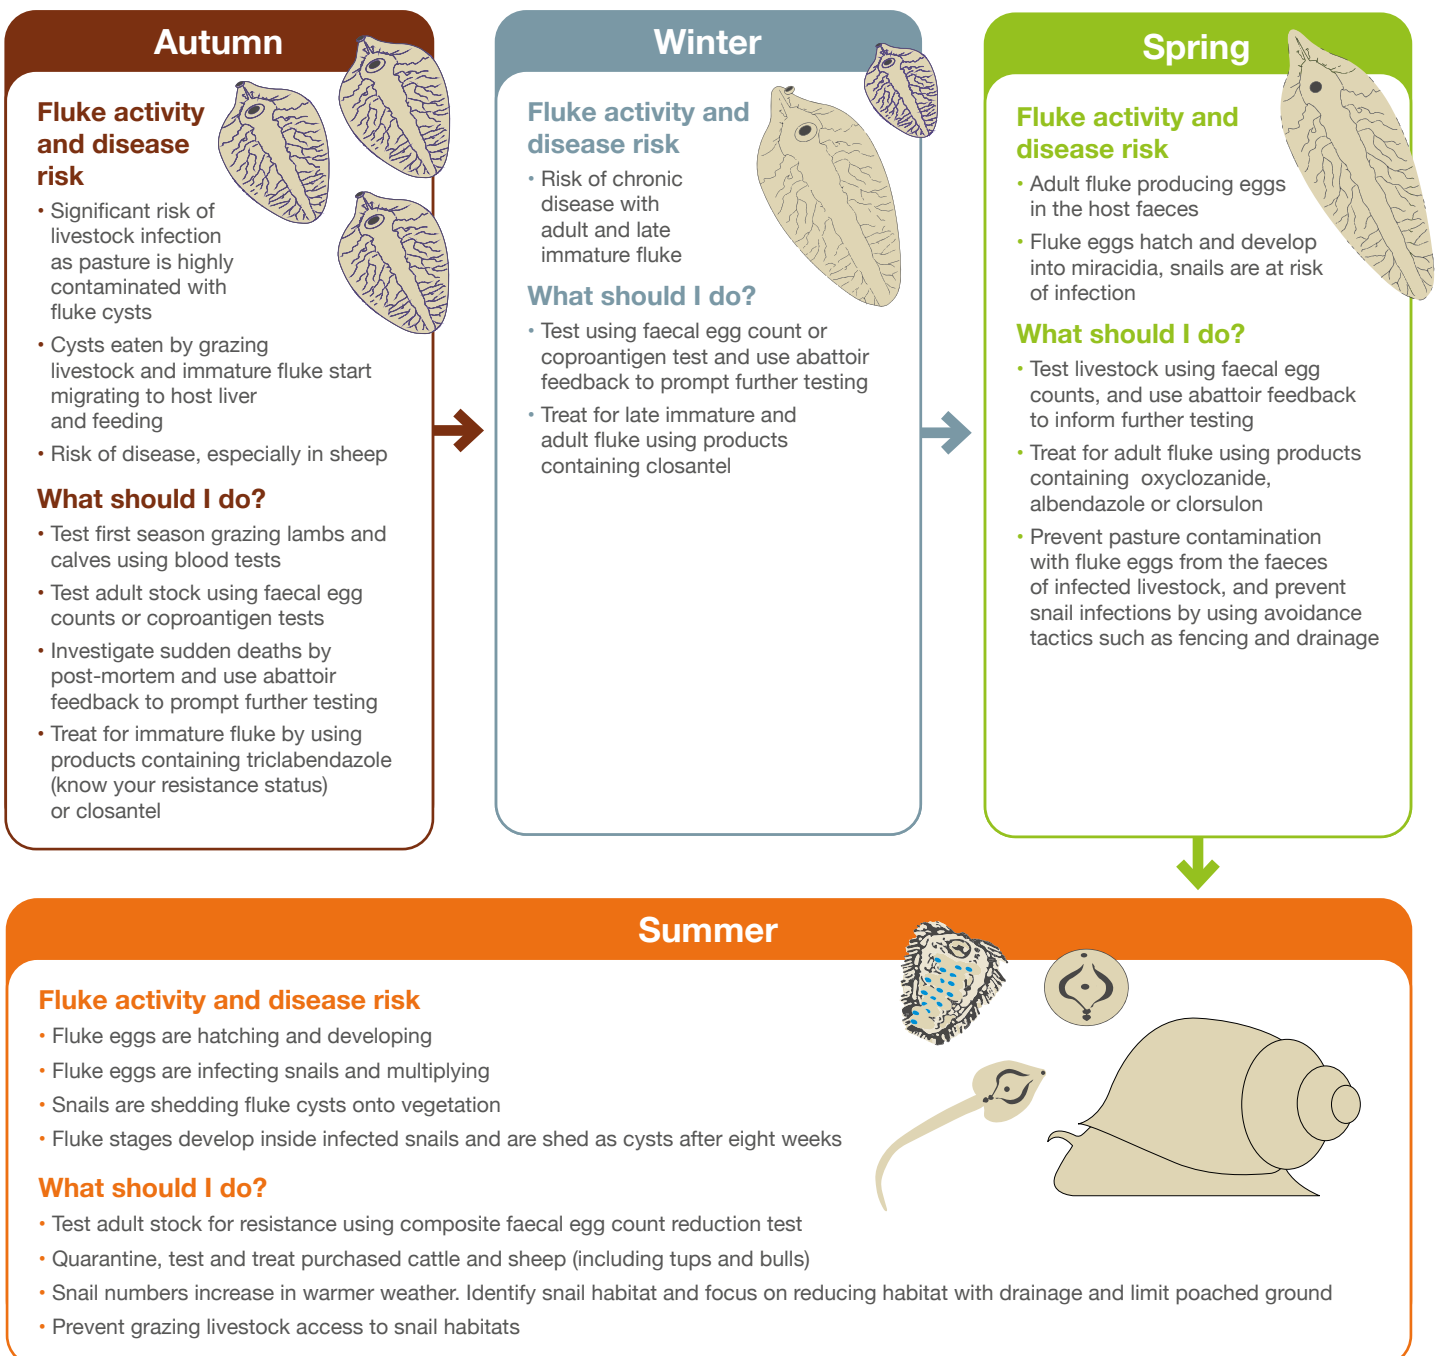 Autumn
Fluke activity
and disease
risk
• Significant risk of
livestock infection
as pasture is highly
contaminated with
fluke cysts
• Cysts eaten by grazing
livestock and immature fluke start
migrating to host liver
and feeding
• Risk of disease, especially in sheep
What should I do?
• Test first season grazing lambs and
calves using blood tests
• Test adult stock using faecal egg
counts or coproantigen tests
• Investigate sudden deaths by
post-mortem and use abattoir
feedback to prompt further testing
• Treat for immature fluke by using
products containing triclabendazole
(know your resistance status)
or closantel
Winter
Fluke activity and
disease risk
• Risk of chronic
disease with
adult and late
immature fluke
What should I do?
• Test using faecal egg count or
coproantigen test and use abattoir
feedback to prompt further testing
• Treat for late immature and
adult fluke using products
containing closantel
Spring
Fluke activity and
disease risk
• Adult fluke producing eggs
in the host faeces
• Fluke eggs hatch and develop
into miracidia, snails are at risk
of infection
What should I do?
• Test livestock using faecal egg
counts, and use abattoir feedback
to inform further testing
• Treat for adult fluke using products
containing oxyclozanide,
albendazole or clorsulon
• Prevent pasture contamination
with fluke eggs from the faeces
of infected livestock, and prevent
snail infections by using avoidance
tactics such as fencing and drainage
Summer
Fluke activity and disease risk
• Fluke eggs are hatching and developing
• Fluke eggs are infecting snails and multiplying
• Snails are shedding fluke cysts onto vegetation
• Fluke stages develop inside infected snails and are shed as cysts after eight weeks
What should I do?
• Test adult stock for resistance using composite faecal egg count reduction test
• Quarantine, test and treat purchased cattle and sheep (including tups and bulls)
• Snail numbers increase in warmer weather. Identify snail habitat and focus on reducing habitat with drainage and limit poached ground
• Prevent grazing livestock access to snail habitats